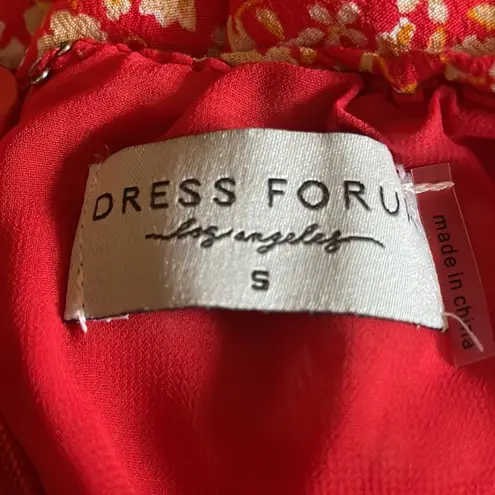 DRESS FORU
los angeles
S
made in china